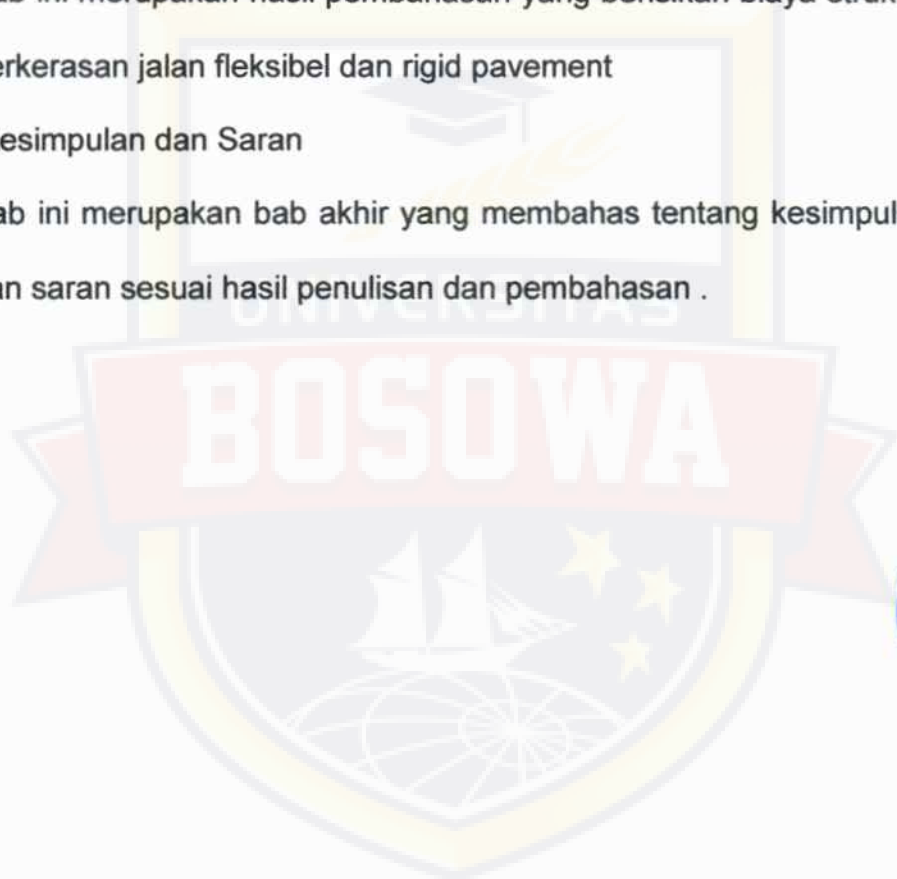 ab ini merupakan hasil pembahasan yang berisikan biaya struk
erkerasan jalan fleksibel dan rigid pavement
esimpulan dan Saran
ab ini merupakan bab akhir yang membahas tentang kesimpul
an saran sesuai hasil penulisan dan pembahasan .
UNIVERSITAS
BOSOWA